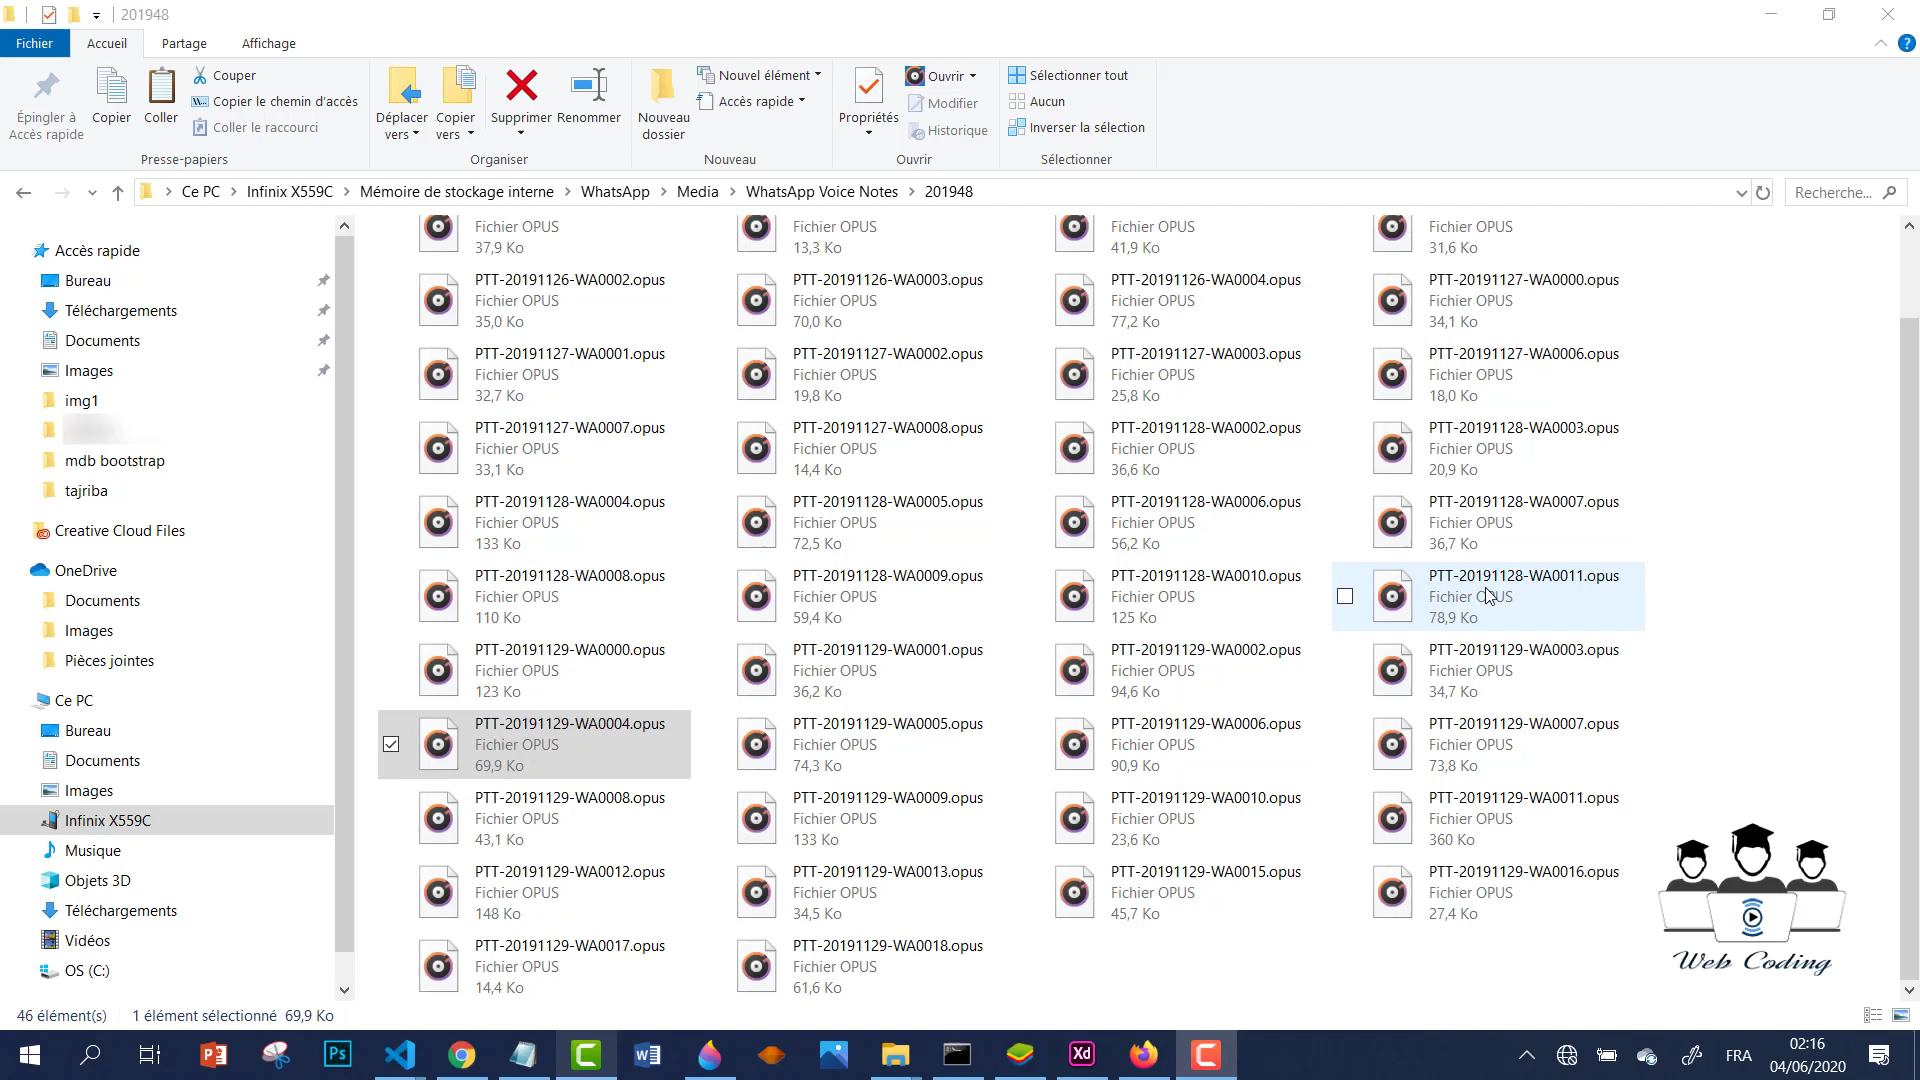 201948
Fichier
Accueil
Partage
Affichage
Épingler à
Accès rapide
Copier
Coller
Couper
Copier le chemin d'accès
Coller le raccourci
Presse-papiers
Déplacer
vers
Copier
vers
Supprimer
Renommer
Organiser
Nouveau
dossier
Nouvel élément
Accès rapide
Nouveau
Propriétés
Ouvrir
Modifier
Historique
Ouvrir
Sélectionner tout
Aucun
Inverser la sélection
Sélectionner
Ce PC > Infinix X559C > Mémoire de stockage interne > WhatsApp > Media > WhatsApp Voice Notes > 201948
Recherche...
Accès rapide
Bureau
Téléchargements
Documents
Images
img1
mdb bootstrap
tajriba
Creative Cloud Files
OneDrive
Documents
Images
Pièces jointes
Ce PC
Bureau
Documents
Images
Infinix X559C
Musique
Objets 3D
Téléchargements
Vidéos
OS (C:)
Fichier OPUS Fichier OPUS Fichier OPUS Fichier OPUS
37,9 Ko 13,3 Ko 41,9 Ko 31,6 Ko
PTT-20191126-WA0002.opus PTT-20191126-WA0003.opus PTT-20191126-WA0004.opus PTT-20191127-WA0000.opus
Fichier OPUS Fichier OPUS Fichier OPUS Fichier OPUS
35,0 Ko 70,0 Ko 77,2 Ko 34,1 Ko
PTT-20191127-WA0001.opus PTT-20191127-WA0002.opus PTT-20191127-WA0003.opus PTT-20191127-WA0006.opus
Fichier OPUS Fichier OPUS Fichier OPUS Fichier OPUS
32,7 Ko 19,8 Ko 25,8 Ko 18,0 Ko
PTT-20191127-WA0007.opus PTT-20191127-WA0008.opus PTT-20191128-WA0002.opus PTT-20191128-WA0003.opus
Fichier OPUS Fichier OPUS Fichier OPUS Fichier OPUS
33,1 Ko 14,4 Ko 36,6 Ko 20,9 Ko
PTT-20191128-WA0004.opus PTT-20191128-WA0005.opus PTT-20191128-WA0006.opus PTT-20191128-WA0007.opus
Fichier OPUS Fichier OPUS Fichier OPUS Fichier OPUS
133 Ko 72,5 Ko 56,2 Ko 36,7 Ko
PTT-20191128-WA0008.opus PTT-20191128-WA0009.opus PTT-20191128-WA0010.opus PTT-20191128-WA0011.opus
Fichier OPUS Fichier OPUS Fichier OPUS Fichier OPUS
110 Ko 59,4 Ko 125 Ko 78,9 Ko
PTT-20191129-WA0000.opus PTT-20191129-WA0001.opus PTT-20191129-WA0002.opus PTT-20191129-WA0003.opus
Fichier OPUS Fichier OPUS Fichier OPUS Fichier OPUS
123 Ko 36,2 Ko 94,6 Ko 34,7 Ko
PTT-20191129-WA0004.opus PTT-20191129-WA0005.opus PTT-20191129-WA0006.opus PTT-20191129-WA0007.opus
Fichier OPUS Fichier OPUS Fichier OPUS Fichier OPUS
69,9 Ko 74,3 Ko 90,9 Ko 73,8 Ko
PTT-20191129-WA0008.opus PTT-20191129-WA0009.opus PTT-20191129-WA0010.opus PTT-20191129-WA0011.opus
Fichier OPUS Fichier OPUS Fichier OPUS Fichier OPUS
43,1 Ko 133 Ko 23,6 Ko 360 Ko
PTT-20191129-WA0012.opus PTT-20191129-WA0013.opus PTT-20191129-WA0015.opus PTT-20191129-WA0016.opus
Fichier OPUS Fichier OPUS Fichier OPUS Fichier OPUS
148 Ko 34,5 Ko 45,7 Ko 27,4 Ko
PTT-20191129-WA0017.opus PTT-20191129-WA0018.opus
Fichier OPUS Fichier OPUS
14,4 Ko 61,6 Ko
Web Coding
46 élément(s) 1 élément sélectionné 69,9 Ko
Ps
Xd
FRA
02:16
04/06/2020